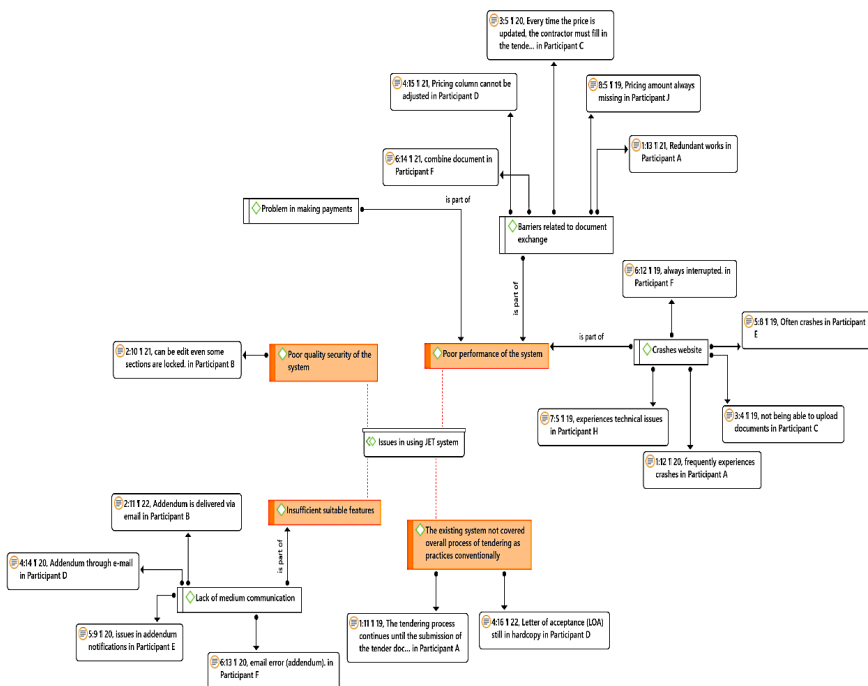 3:5 ¶ 20, Every time the price is
updated, the contractor must fill in
the tende... in Participant C
4:15 ¶ 21, Pricing column cannot be
adjusted in Participant D
8:5 ¶ 19, Pricing amount always
missing in Participant J
1:13 ¶ 21, Redundant works in
Participant A
6:14 ¶ 21, combine document in
Participant F
is part of
Problem in making payments
Barriers related to document
exchange
6:12 ¶ 19, always interrupted. in
Participant F
is part of
5:8 ¶ 19, Often crashes in Participant
E
is part of
2:10 ¶ 21, can be edit even some
sections are locked. in Participant B
Poor quality security of the
system
Poor performance of the system
Crashes website
7:5 ¶ 19, experiences technical issues
in Participant H
3:4 ¶ 19, not being able to upload
documents in Participant C
Issues in using JET system
1:12 ¶ 20, frequently experiences
crashes in Participant A
2:11 ¶ 22, Addendum is delivered via
email in Participant B
Insufficient suitable features
The existing system not covered
overall process of tendering as
practices conventionally
is part of
4:14 ¶ 20, Addendum through e-mail
in Participant D
Lack of medium communication
5:9 ¶ 20, issues in addendum
notifications in Participant E
1:11 ¶ 19, The tendering process
continues until the submission of
the tender doc... in Participant A
4:16 ¶ 22, Letter of acceptance (LOA)
still in hardcopy in Participant D
6:13 ¶ 20, email error (addendum), in
Participant F